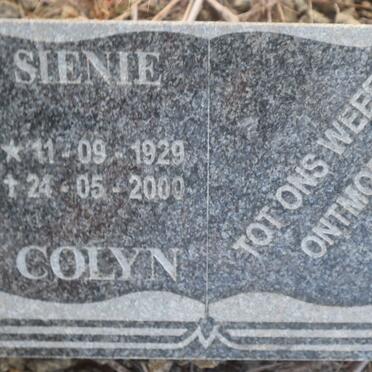 SIENIE
★ 11-09-1929
✝ 24-05-2000
COLYN
TOT ONS